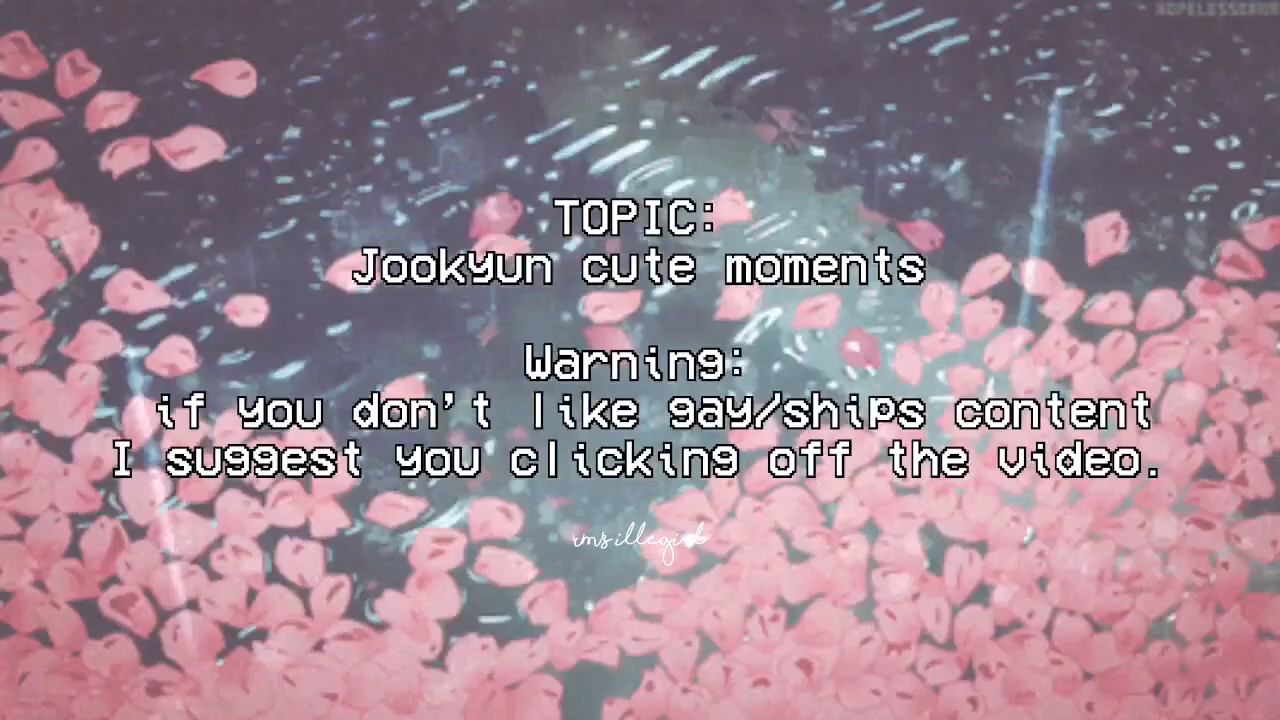 TOPIC:
Jookyun cute moments
Warning:
if you don't like gay/ships content
I suggest you clicking off the video.